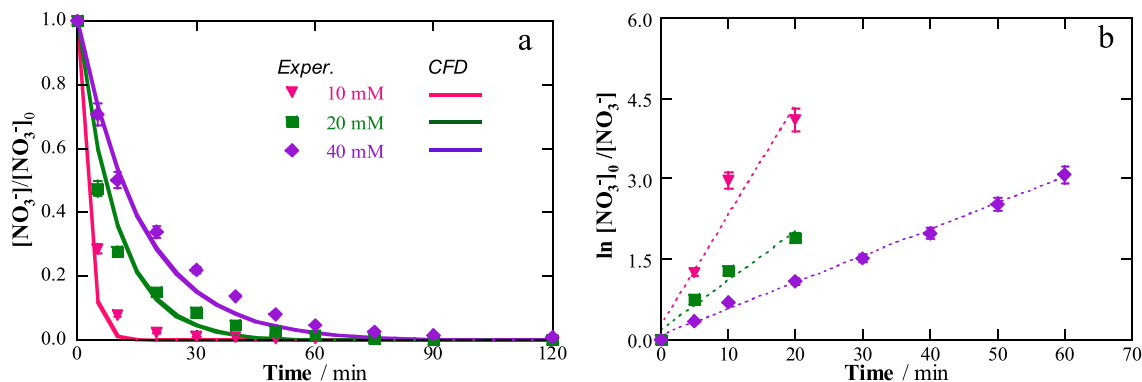 a
[NO₃⁻]/[NO₃⁻]₀
1.0
0.8
0.6
0.4
0.2
0.0
Exper. CFD
10 mM
20 mM
40 mM
0 30 60 90 120
Time / min
b
ln [NO₃⁻]₀ /[NO₃⁻]
6.0
4.5
3.0
1.5
0.0
0 10 20 30 40 50 60 70
Time / min